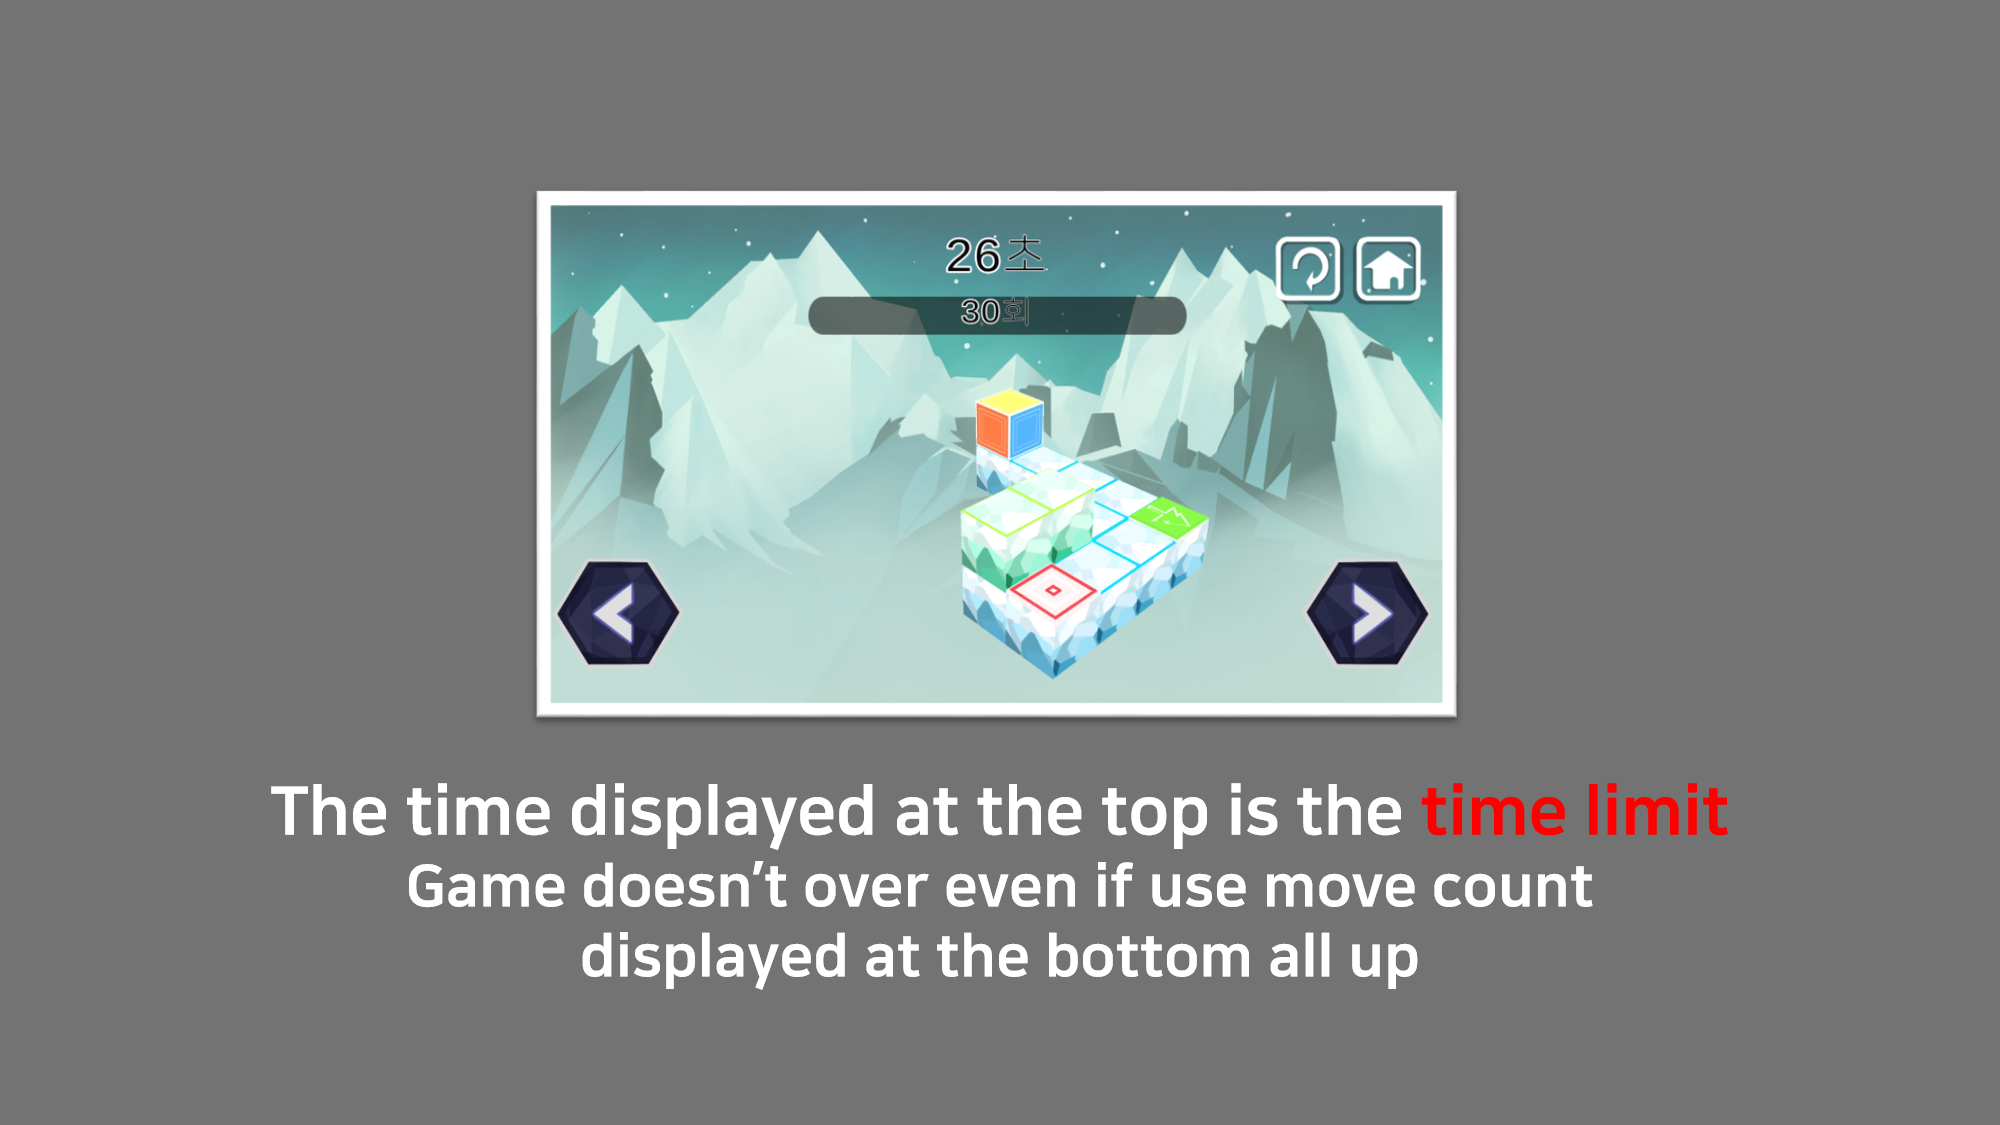 26초
30회
The time displayed at the top is the time limit
Game doesn't over even if use move count
displayed at the bottom all up